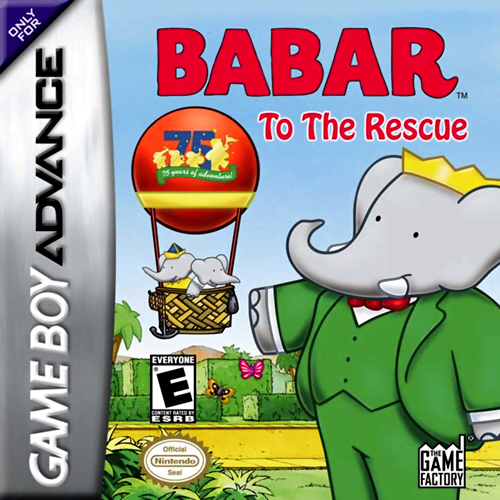 ONLY
FOR
GAME BOY ADVANCE
BABAR
TM
To The Rescue
75
75 years of adventure!
EVERYONE
E
CONTENT RATED BY
ESRB
Official
Nintendo
Seal
THE
GAME
FACTORY